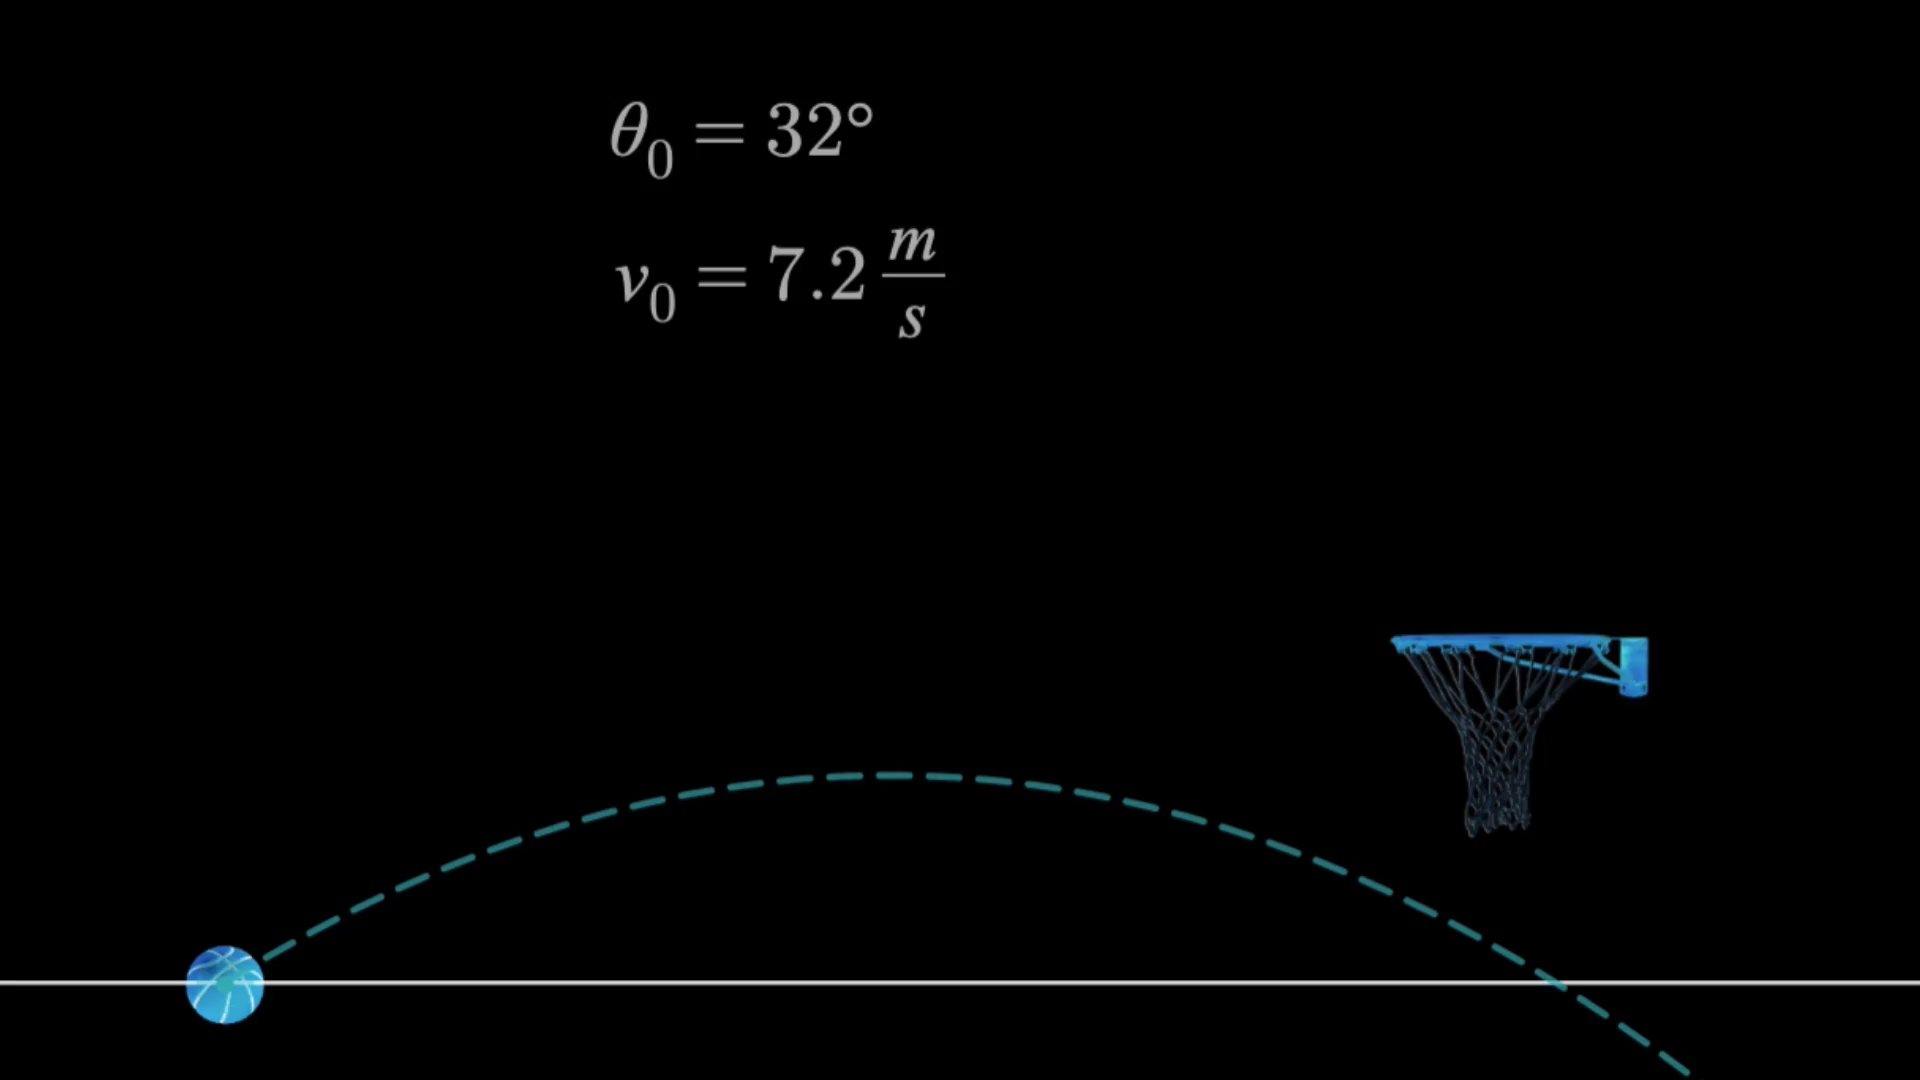 θ₀ = 32°
v₀ = 7.2 m/s